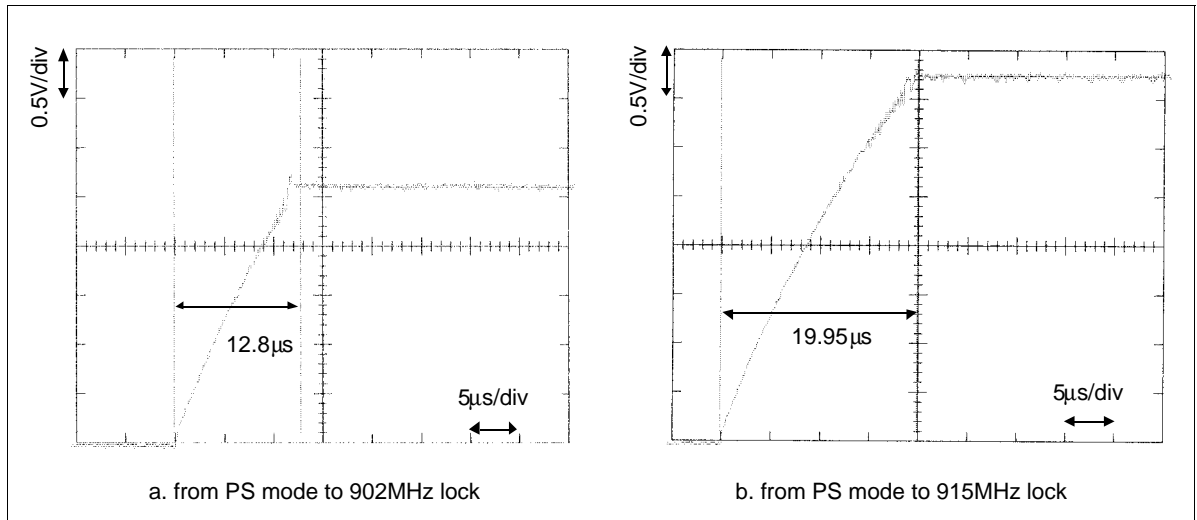 0.5V/div
12.8µs
5µs/div
a. from PS mode to 902MHz lock
0.5V/div
19.95µs
5µs/div
b. from PS mode to 915MHz lock